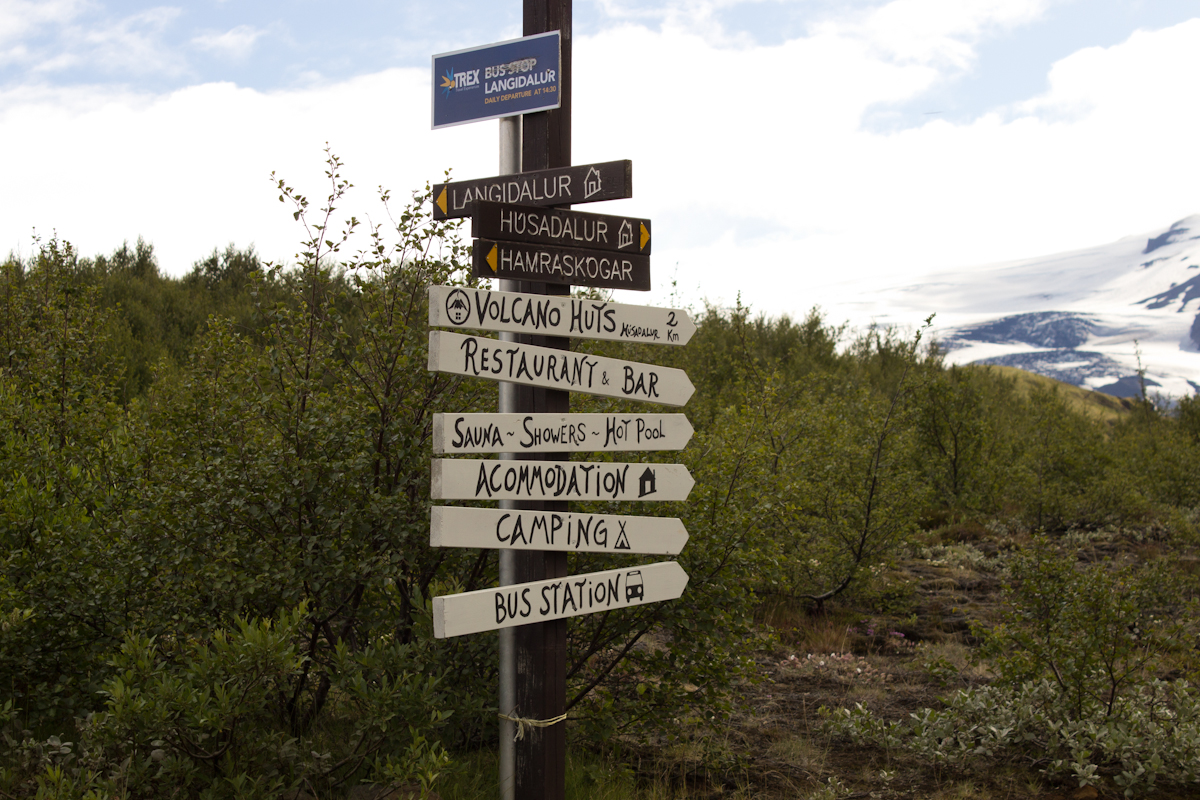 TREX
BUS STOP
LANGIDALUR
DAILY DEPARTURE AT 14:30
LANGIDALUR
HÚSADALUR
HAMRASKÓGAR
VOLCANO HUTS HÚSADALUR 2 Km
RESTAURANT & BAR
SAUNA ~ SHOWERS ~ HOT POOL
ACOMMODATION
CAMPING
BUS STATION